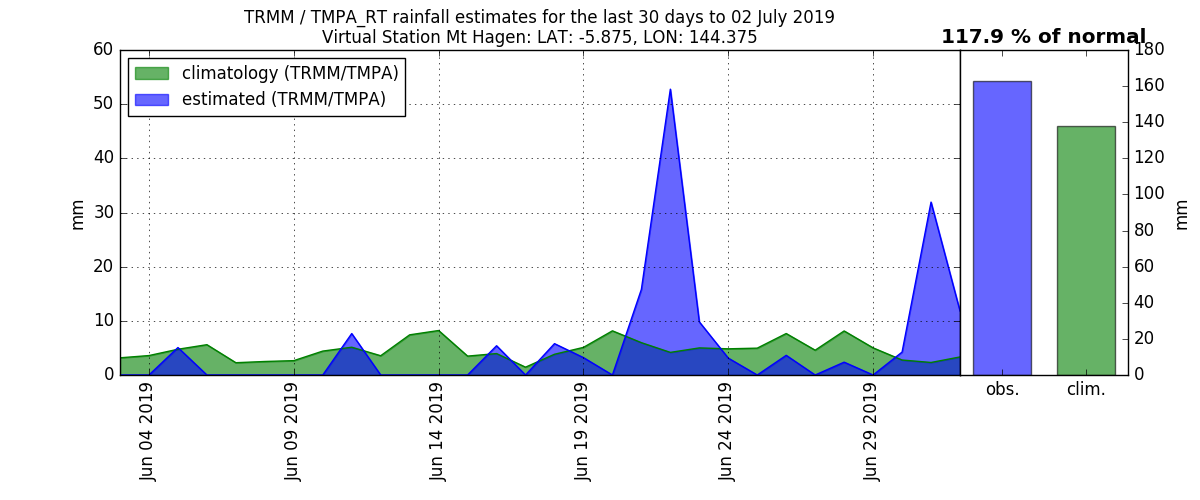 TRMM / TMPA_RT rainfall estimates for the last 30 days to 02 July 2019
Virtual Station Mt Hagen: LAT: -5.875, LON: 144.375
117.9 % of normal
climatology (TRMM/TMPA)
estimated (TRMM/TMPA)
60
50
40
30
20
10
0
mm
Jun 04 2019
Jun 09 2019
Jun 14 2019
Jun 19 2019
Jun 24 2019
Jun 29 2019
obs.
clim.
180
160
140
120
100
80
60
40
20
0
mm